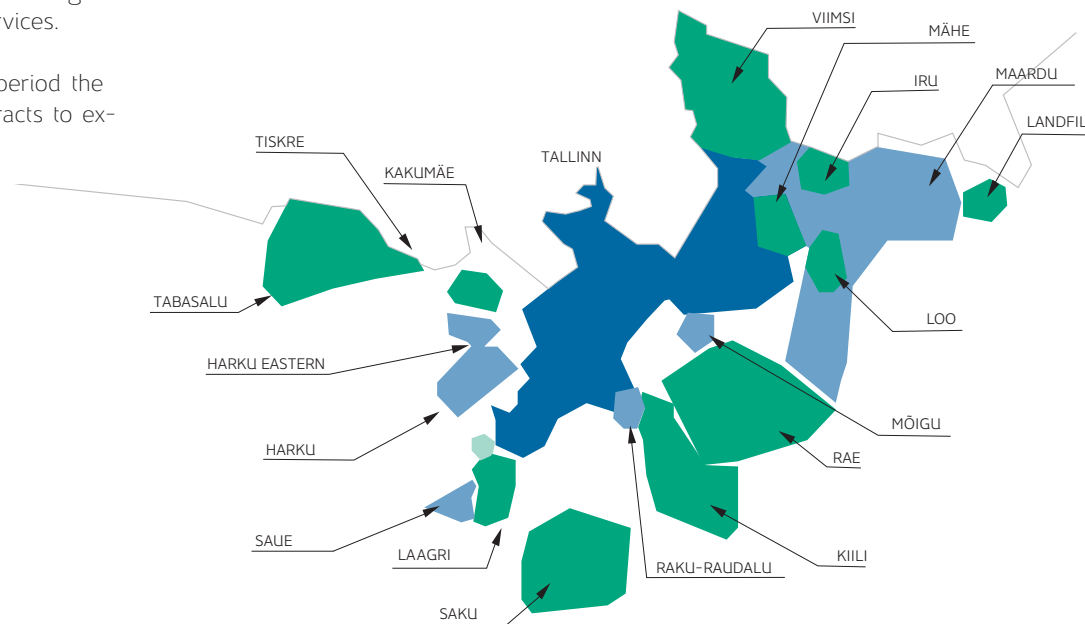 rvices.
period the
racts to ex-
VIIMSI
MÄHE
IRU
MAARDU
LANDFIL
TISKRE
KAKUMÄE
TALLINN
TABASALU
LOO
HARKU EASTERN
MÕIGU
HARKU
RAE
SAUE
LAAGRI
KIILI
RAKU-RAUDALU
SAKU